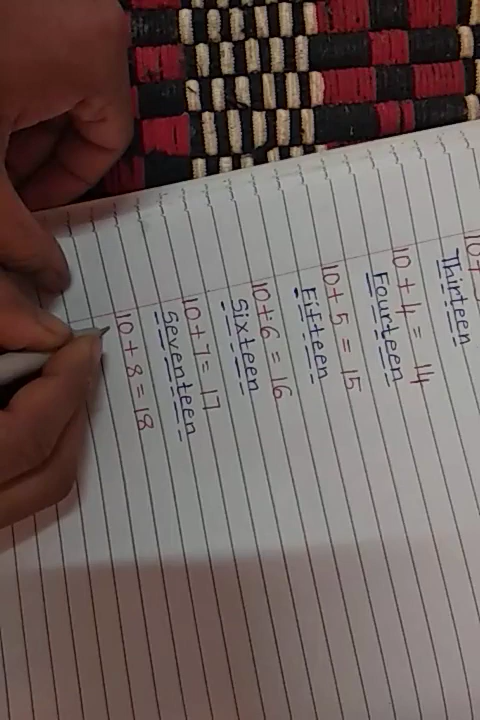 10+
Thirteen
10 + 4 = 14
Fourteen
10 + 5 = 15
Fifteen
10 + 6 = 16
Sixteen
10 + 7 = 17
Seventeen
10 + 8 = 18